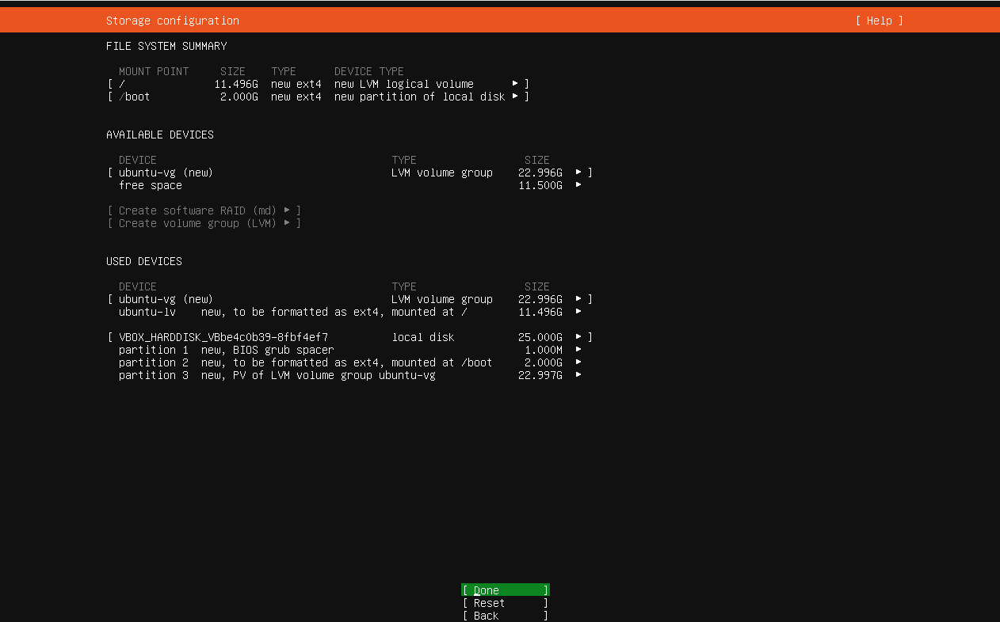 Storage configuration [ Help ]
FILE SYSTEM SUMMARY
MOUNT POINT SIZE TYPE DEVICE TYPE
[ / 11.496G new ext4 new LVM logical volume ▸ ]
[ /boot 2.000G new ext4 new partition of local disk ▸ ]
AVAILABLE DEVICES
DEVICE TYPE SIZE
[ ubuntu-vg (new) LVM volume group 22.996G ▸ ]
free space 11.500G ▸
[ Create software RAID (md) ▸ ]
[ Create volume group (LVM) ▸ ]
USED DEVICES
DEVICE TYPE SIZE
[ ubuntu-vg (new) LVM volume group 22.996G ▸ ]
ubuntu-lv new, to be formatted as ext4, mounted at / 11.496G ▸
[ VBOX_HARDDISK_VBbe4c0b39-8fbf4ef7 local disk 25.000G ▸ ]
partition 1 new, BIOS grub spacer 1.000M ▸
partition 2 new, to be formatted as ext4, mounted at /boot 2.000G ▸
partition 3 new, PV of LVM volume group ubuntu-vg 22.997G ▸
[ Done ]
[ Reset ]
[ Back ]